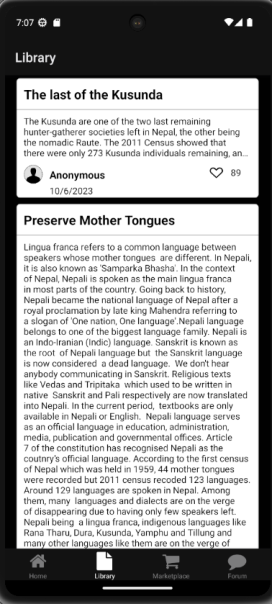 7:07
Library
The last of the Kusunda
The Kusunda are one of the two last remaining
hunter-gatherer societies left in Nepal, the other being
the nomadic Raute. The 2011 Census showed that
there were only 273 Kusunda individuals remaining, an...
Anonymous
89
10/6/2023
Preserve Mother Tongues
Lingua franca refers to a common language between
speakers whose mother tongues  are different. In Nepali,
it is also known as 'Samparka Bhasha'. In the context
of Nepal, Nepali is spoken as the main lingua franca
in most parts of the country. Going back to history,
Nepali became the national language of Nepal after a
royal proclamation by late king Mahendra referring to
a slogan of 'One nation, One language'.Nepali language
belongs to one of the biggest language family. Nepali is
an Indo-Iranian (Indic) language. Sanskrit is known as
the root  of Nepali language but  the Sanskrit language
is now considered  a dead language.  We don't hear
anybody communicating in Sanskrit. Religious texts
like Vedas and Tripitaka  which used to be written in
native  Sanskrit and Pali respectively are now translated
into Nepali. In the current period,  textbooks are only
available in Nepali or English.  Nepali language serves
as an official language in education, administration,
media, publication and governmental offices. Article
7 of the constitution has recognised Nepali as the
coutnry's official language. According to the first census
of Nepal which was held in 1959, 44 mother tongues
were recorded but 2011 census recoded 123 languages.
Around 129 languages are spoken in Nepal. Among
them, many  languages and dialects are on the verge
of disappearing due to having only few speakers left.
Nepali being  a lingua franca, indigenous languages like
Rana Tharu, Dura, Kusunda, Yamphu and Tillung and
many other languages like them are on the verge of
Home
Library
Marketplace
Forum